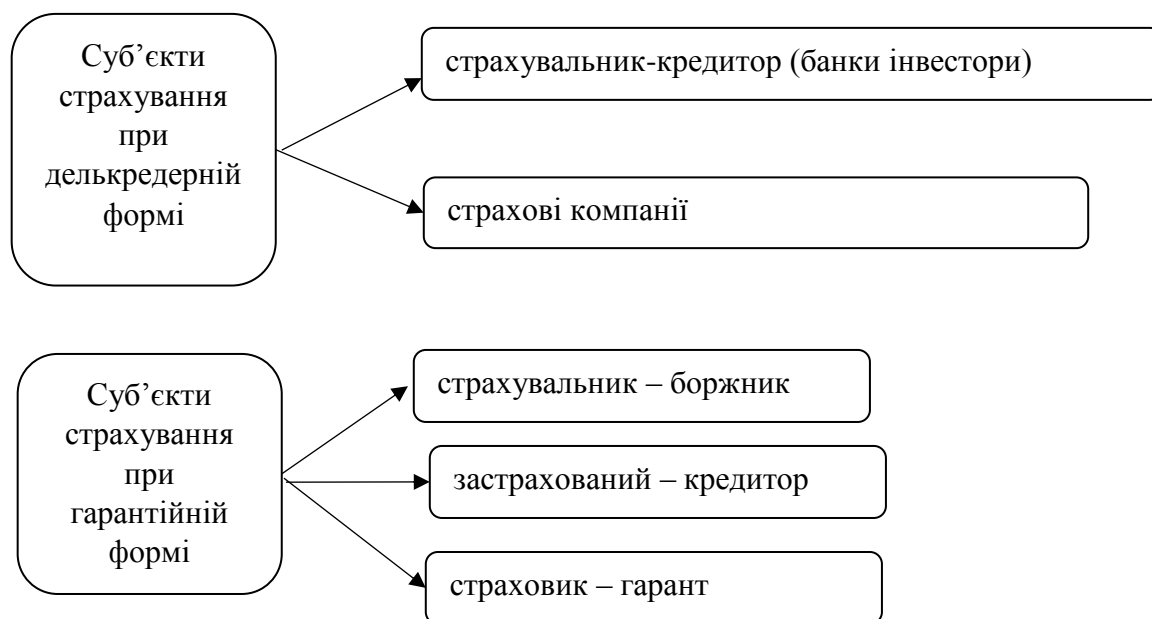 Суб’єкти
страхування
при
делькредерній
формі
страхувальник-кредитор (банки інвестори)
страхові компанії
Суб’єкти
страхування
при
гарантійній
формі
страхувальник – боржник
застрахований – кредитор
страховик – гарант